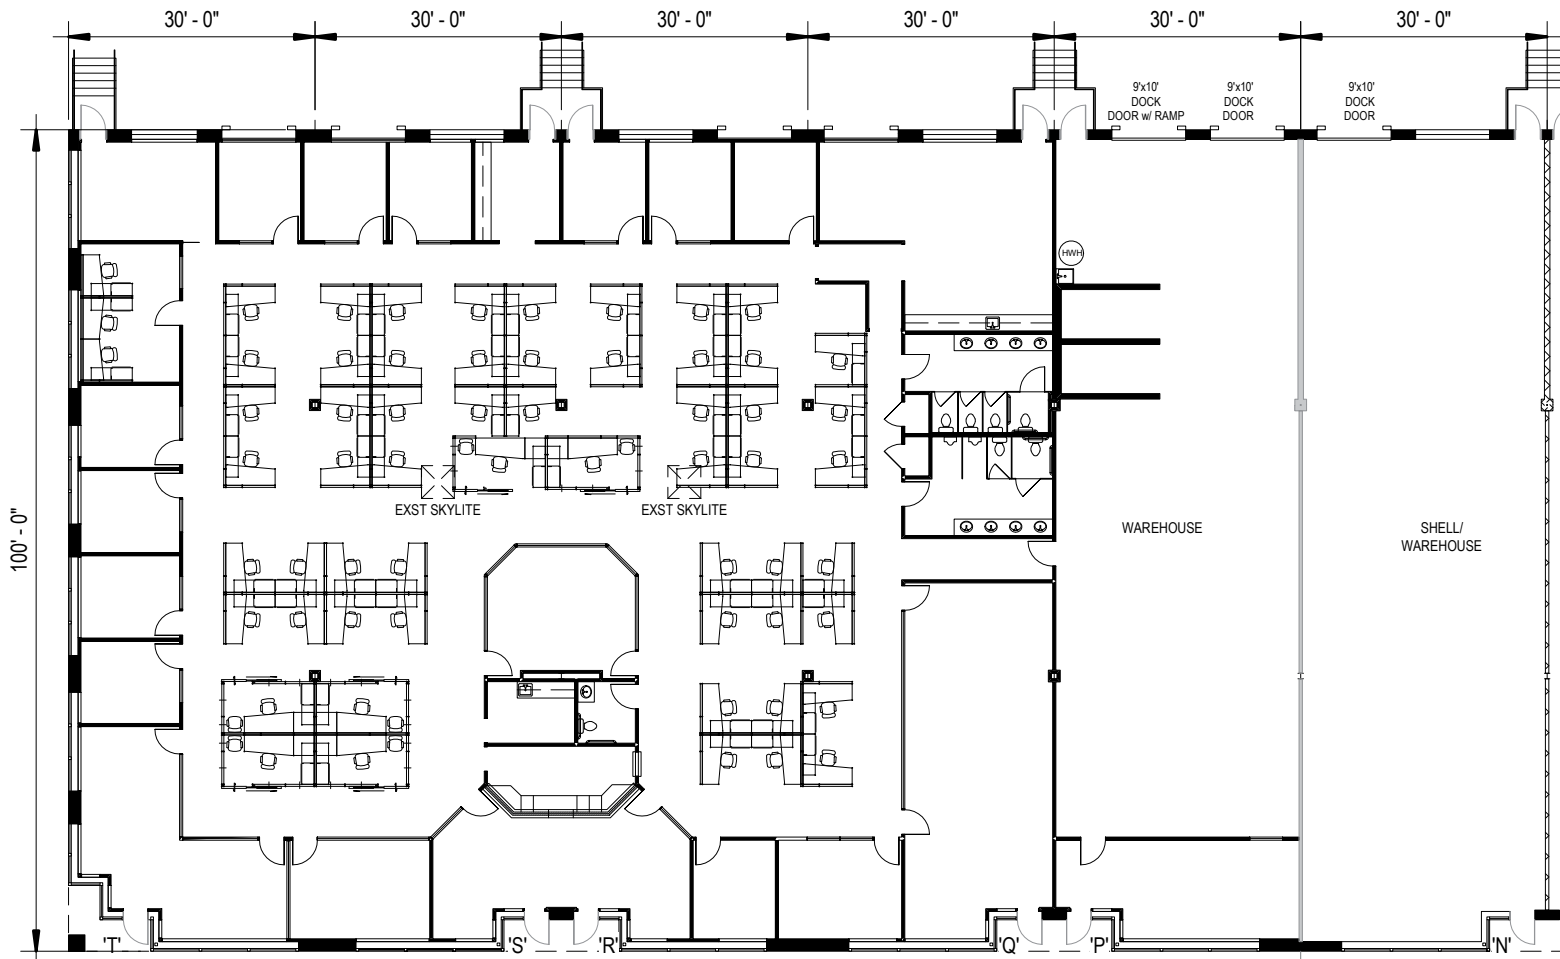 30' - 0"
30' - 0"
30' - 0"
30' - 0"
30' - 0"
30' - 0"
9'x10'
DOCK
DOOR w/ RAMP
9'x10'
DOCK
DOOR
9'x10'
DOCK
DOOR
HWH
EXST SKYLITE
EXST SKYLITE
100' - 0"
WAREHOUSE
SHELL/
WAREHOUSE
'T'
'S'
'R'
'Q'
'P'
'N'